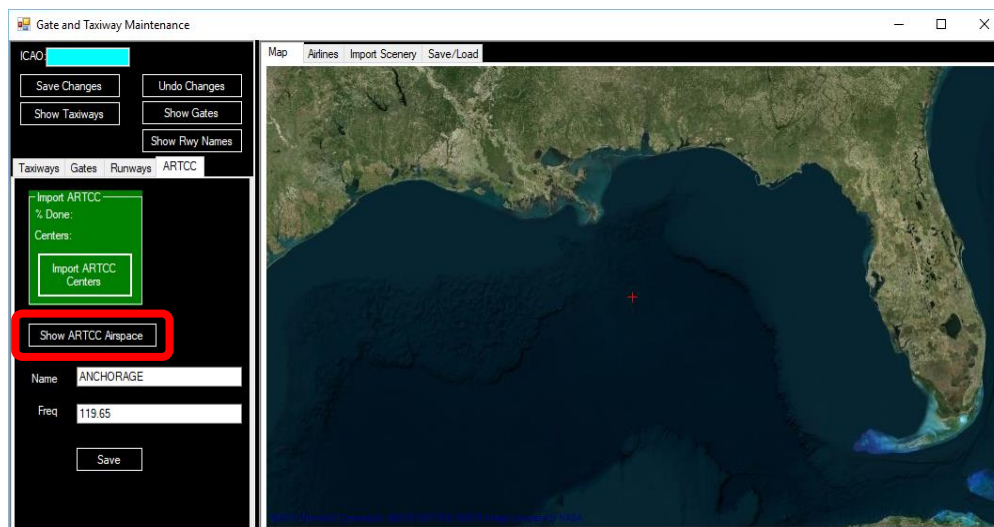 Gate and Taxiway Maintenance
ICAO:
Save Changes
Undo Changes
Show Taxiways
Show Gates
Show Rwy Names
Taxiways Gates Runways ARTCC
Import ARTCC
% Done:
Centers:
Import ARTCC
Centers
Show ARTCC Airspace
Name ANCHORAGE
Freq 119.65
Save
Map Airlines Import Scenery Save/Load